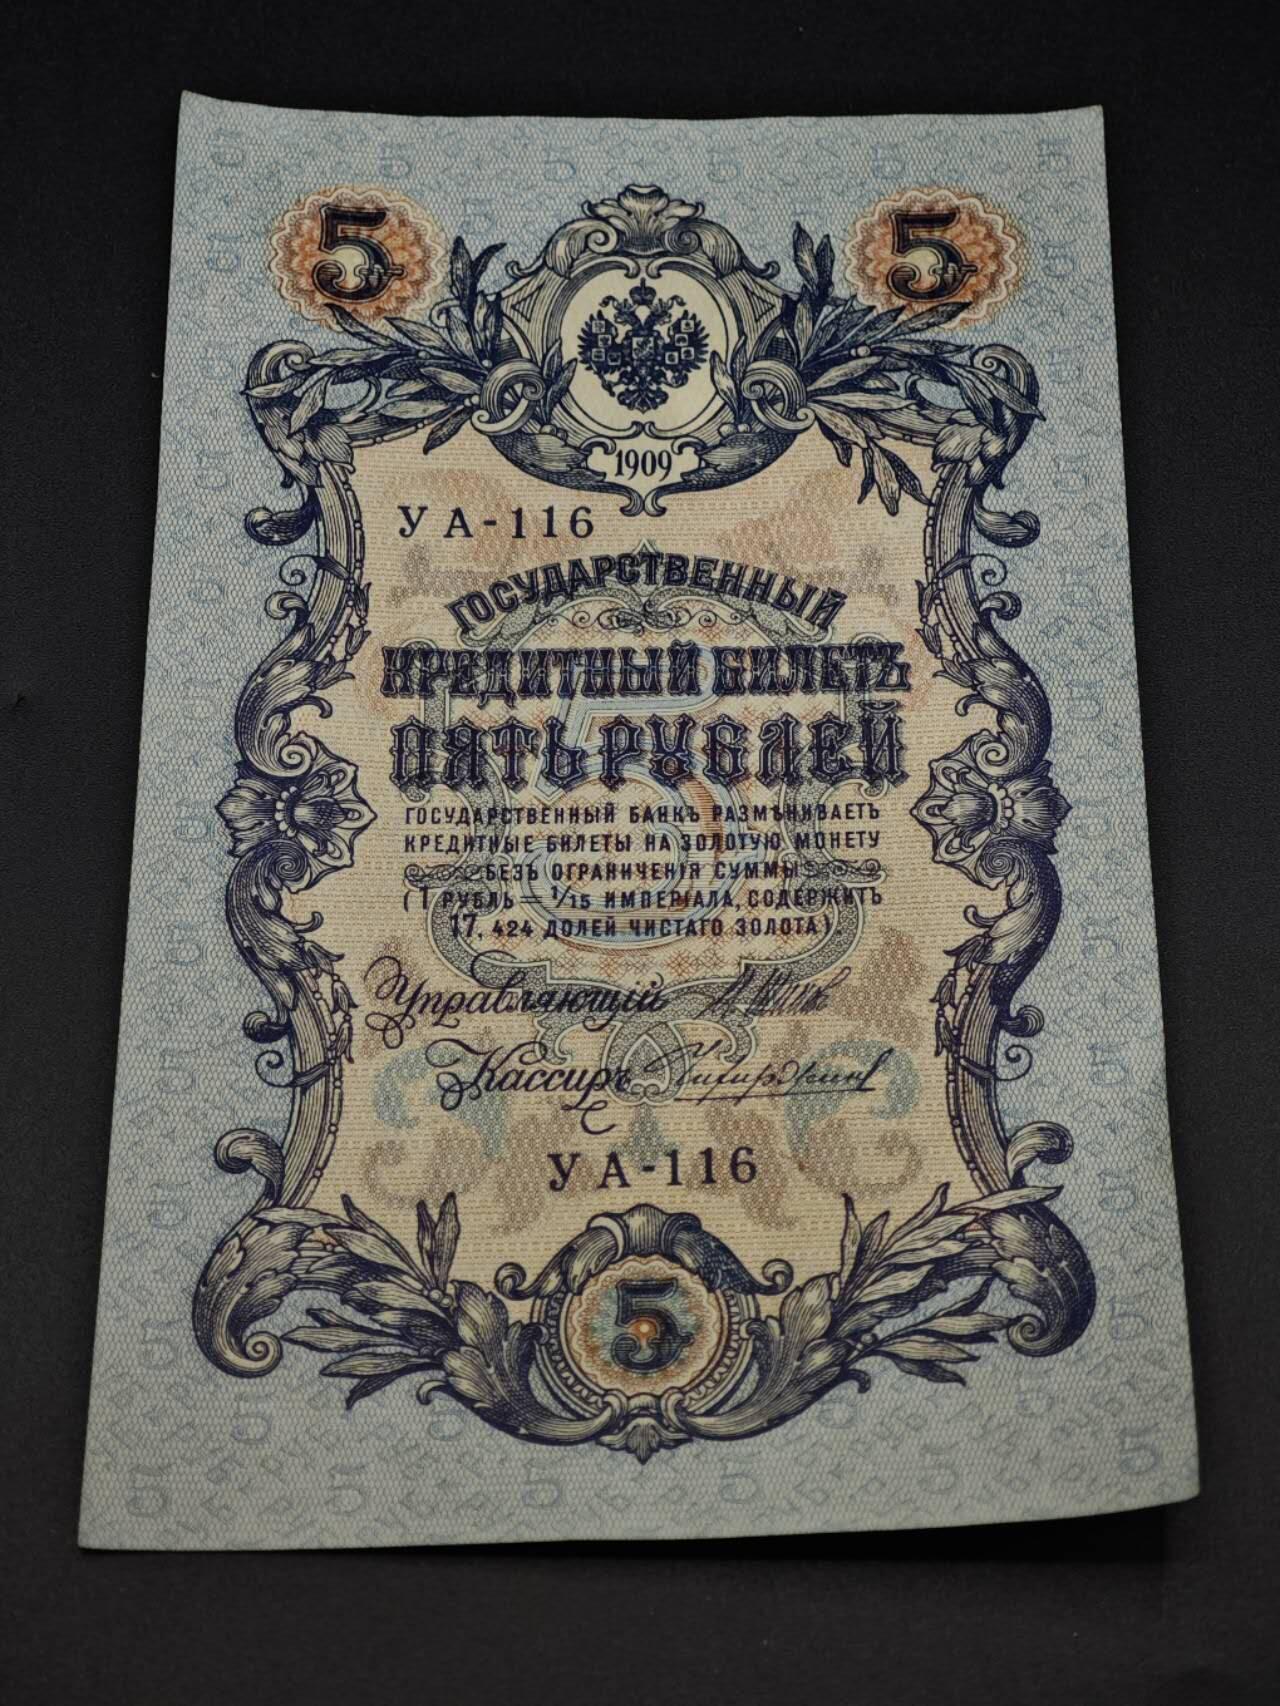 5 5
1909
УА-116
ГОСУДАРСТВЕННЫЙ
КРЕДИТНЫЙ БИЛЕТЪ
ПЯТЬ РУБЛЕЙ
ГОСУДАРСТВЕННЫЙ БАНКЪ РАЗМѢНИВАЕТЪ
КРЕДИТНЫЕ БИЛЕТЫ НА ЗОЛОТУЮ МОНЕТУ
БЕЗЪ ОГРАНИЧЕНІЯ СУММЫ
(1 РУБЛЬ = 1/15 ИМПЕРІАЛА, СОДЕРЖИТЪ
17, 424 ДОЛЕЙ ЧИСТАГО ЗОЛОТА).
Управляющій
Кассиръ
УА-116
5